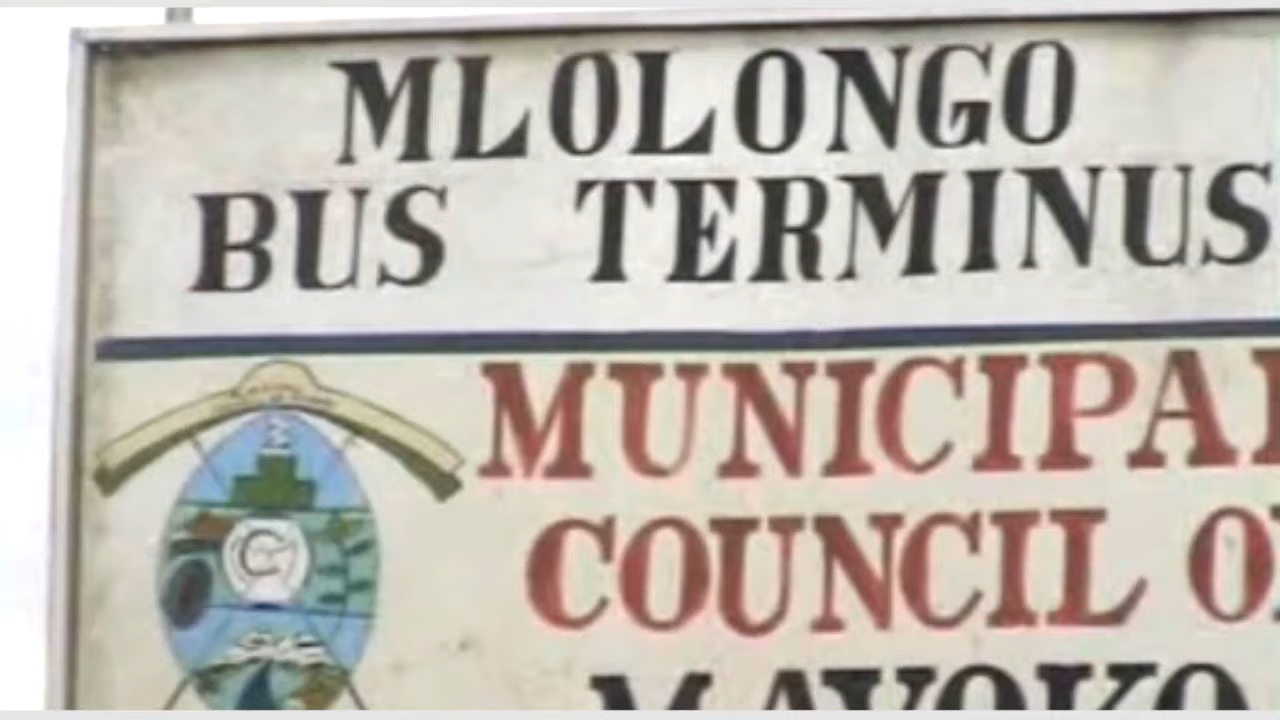 MLOLONGO
BUS TERMINUS
MUNICIPAL
COUNCIL O
MAVOKO